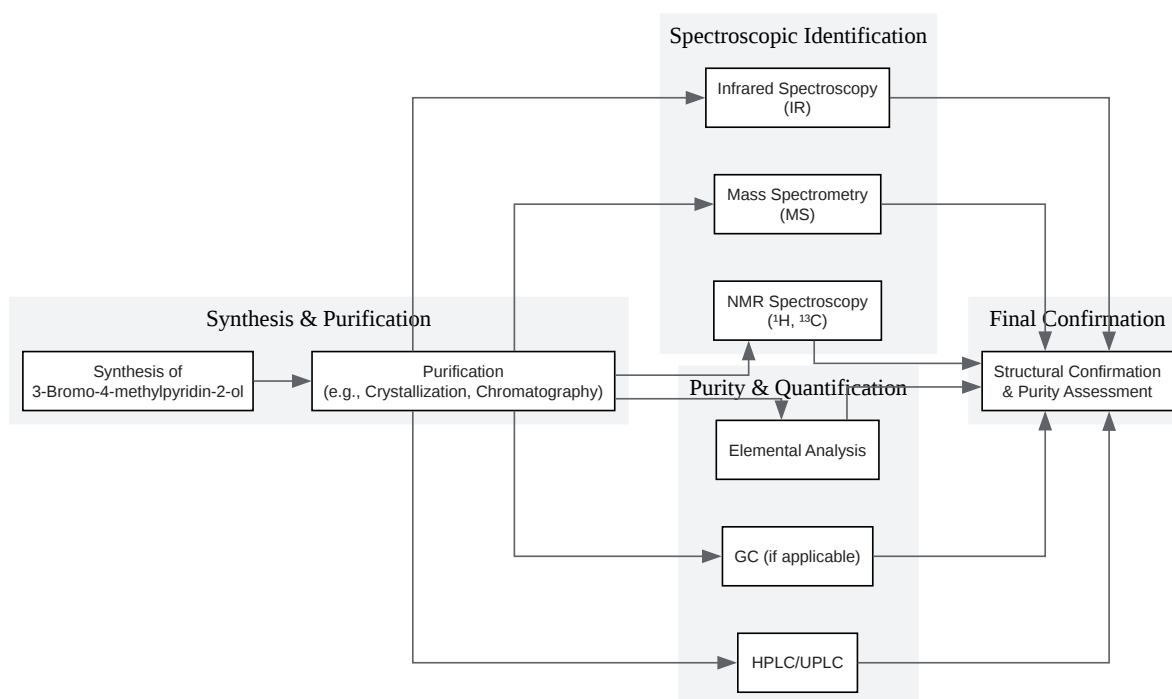 Spectroscopic Identification
Infrared Spectroscopy
(IR)
Mass Spectrometry
(MS)
NMR Spectroscopy
(¹H, ¹³C)
Synthesis & Purification
Synthesis of
3-Bromo-4-methylpyridin-2-ol
Purification
(e.g., Crystallization, Chromatography)
Final Confirmation
Structural Confirmation
& Purity Assessment
Purity & Quantification
Elemental Analysis
GC (if applicable)
HPLC/UPLC